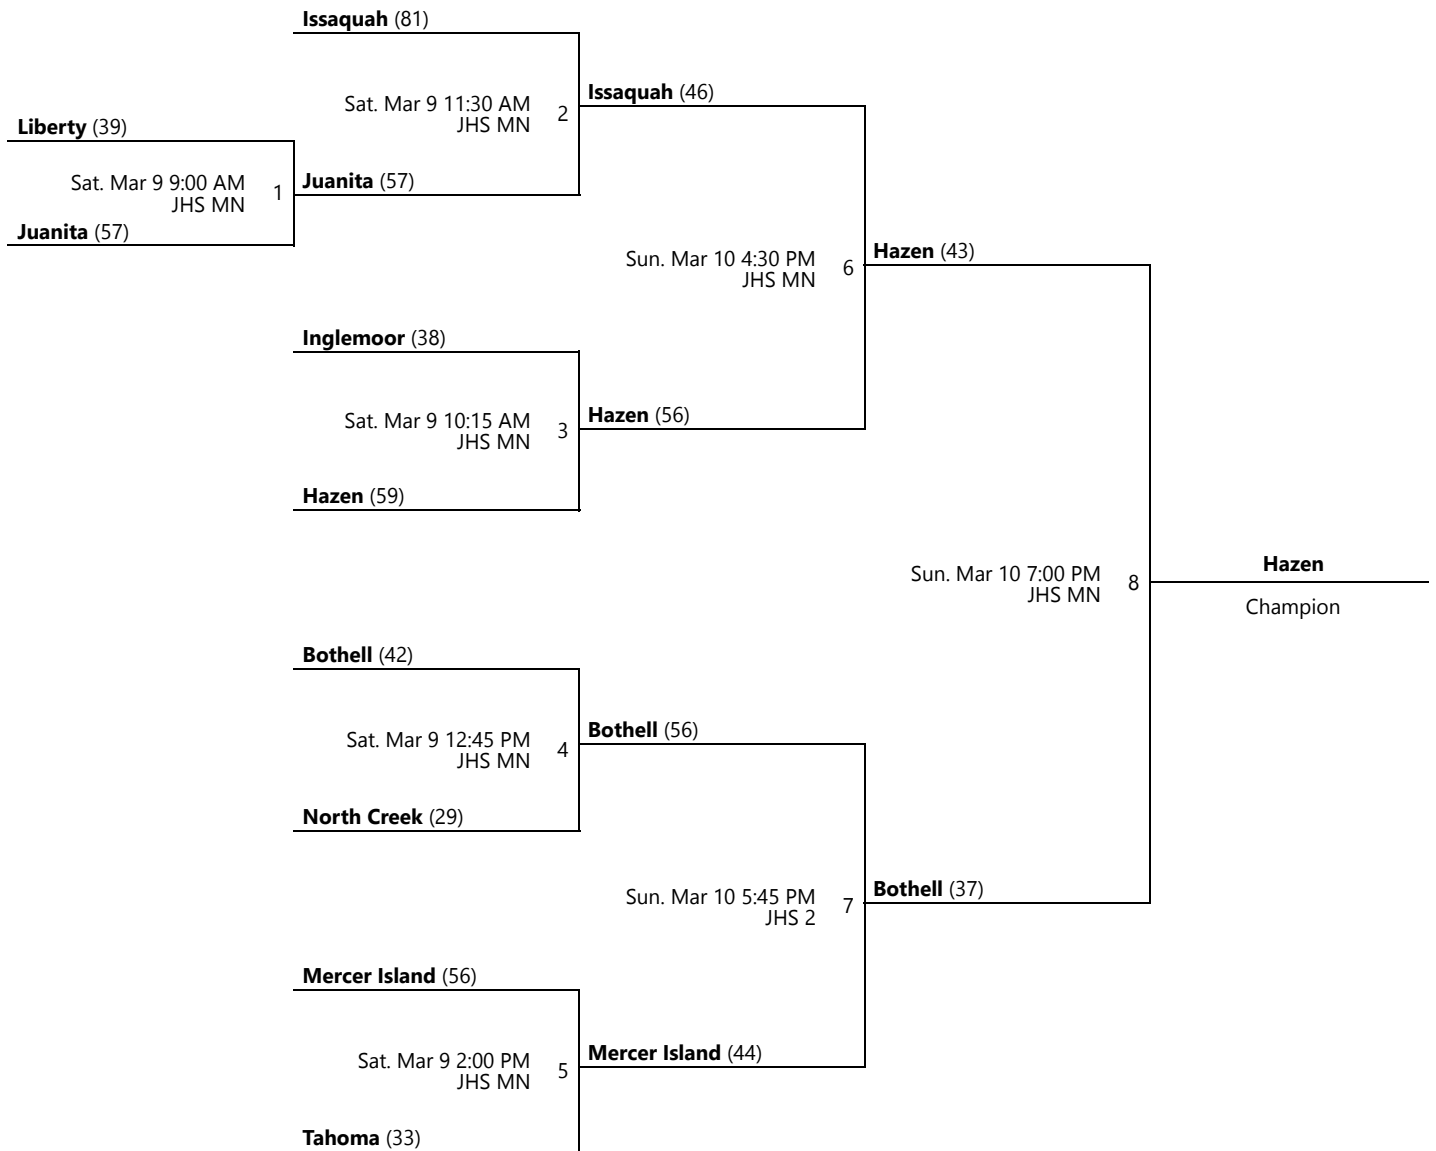 Issaquah (81)
Sat. Mar 9 11:30 AM
JHS MN
2
Issaquah (46)
Liberty (39)
Sat. Mar 9 9:00 AM
JHS MN
1
Juanita (57)
Juanita (57)
Sun. Mar 10 4:30 PM
JHS MN
6
Hazen (43)
Inglemoor (38)
Sat. Mar 9 10:15 AM
JHS MN
3
Hazen (56)
Hazen (59)
Sun. Mar 10 7:00 PM
JHS MN
8
Hazen
Champion
Bothell (42)
Sat. Mar 9 12:45 PM
JHS MN
4
Bothell (56)
North Creek (29)
Sun. Mar 10 5:45 PM
JHS 2
7
Bothell (37)
Mercer Island (56)
Sat. Mar 9 2:00 PM
JHS MN
5
Mercer Island (44)
Tahoma (33)